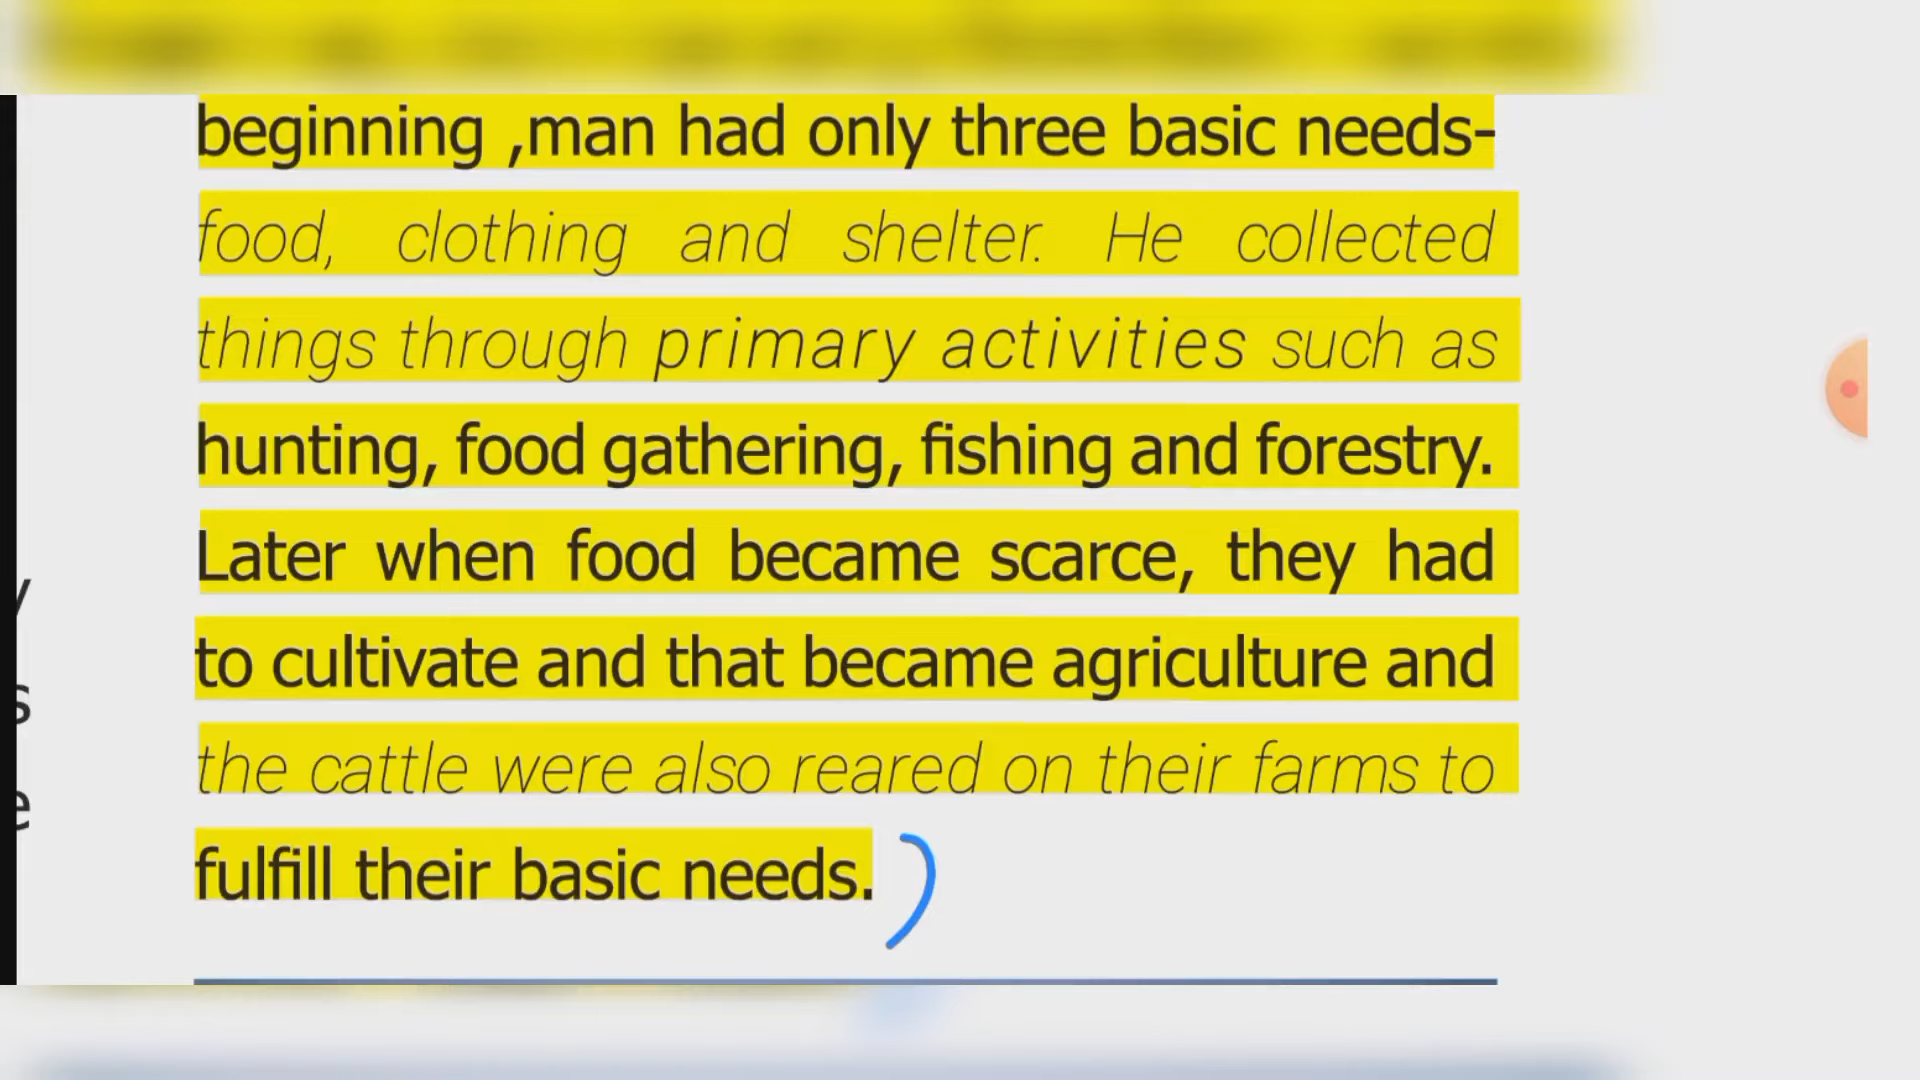 beginning ,man had only three basic needs-
food, clothing and shelter. He collected
things through primary activities such as
hunting, food gathering, fishing and forestry.
Later when food became scarce, they had
to cultivate and that became agriculture and
the cattle were also reared on their farms to
fulfill their basic needs.